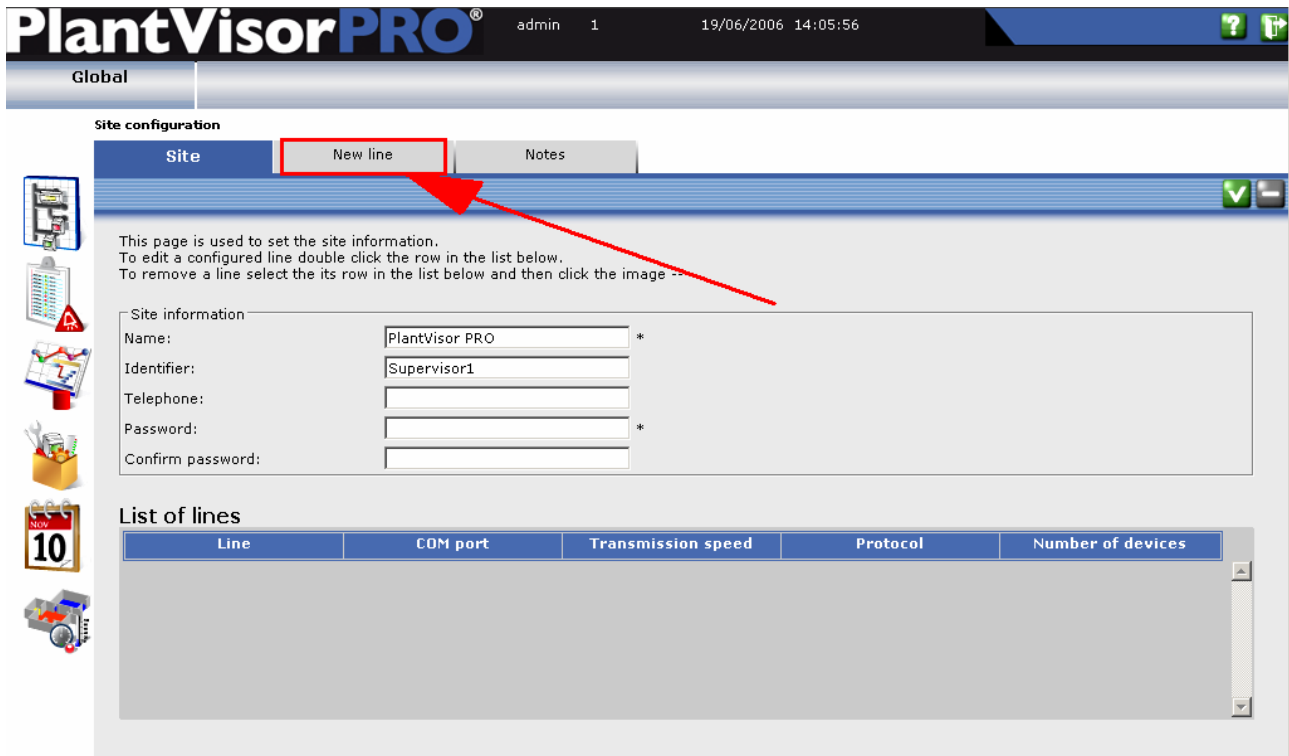 PlantVisorPRO® admin 1 19/06/2006 14:05:56 ?
Global
Site configuration
Site New line Notes
This page is used to set the site information.
To edit a configured line double click the row in the list below.
To remove a line select the its row in the list below and then click the image --
Site information
Name: PlantVisor PRO *
Identifier: Supervisor1
Telephone:
Password: *
Confirm password:
List of lines
Line COM port Transmission speed Protocol Number of devices
NOV
10